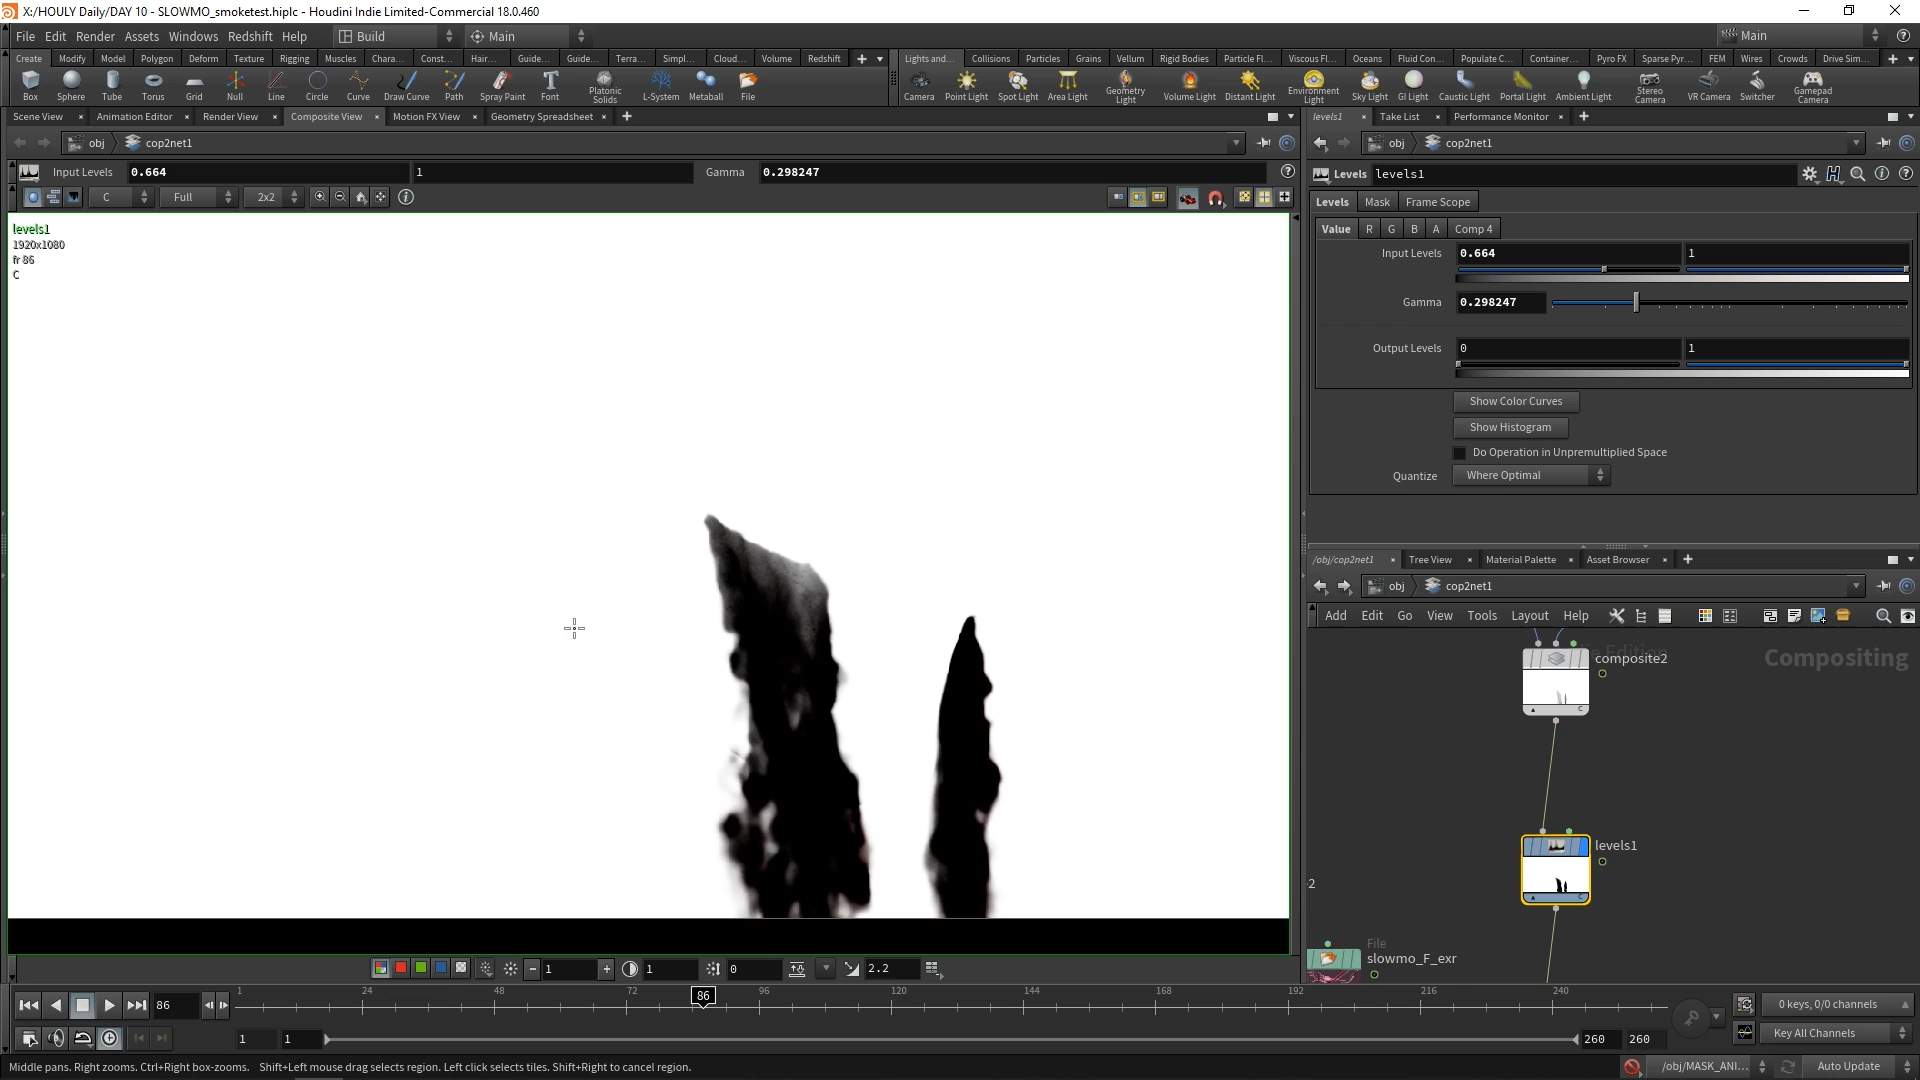 X:/HOULY Daily/DAY 10 - SLOWMO_smoketest.hiplc - Houdini Indie Limited-Commercial 18.0.460
File Edit Render Assets Windows Redshift Help Build Main Main
Create Modify Model Polygon Deform Texture Rigging Muscles Chara... Const... Hair... Guide... Guide... Terra... Simpl... Cloud... Volume Redshift
Lights and... Collisions Particles Grains Vellum Rigid Bodies Particle Fl... Viscous Fl... Oceans Fluid Con... Populate C... Container... Pyro FX Sparse Pyr... FEM Wires Crowds Drive Sim...
Box Sphere Tube Torus Grid Null Line Circle Curve Draw Curve Path Spray Paint Font Platonic Solids L-System Metaball File
Camera Point Light Spot Light Area Light Geometry Light Volume Light Distant Light Environment Light Sky Light GI Light Caustic Light Portal Light Ambient Light Stereo Camera VR Camera Switcher Gamepad Camera
Scene View Animation Editor Render View Composite View Motion FX View Geometry Spreadsheet
obj cop2net1
Input Levels 0.664 1 Gamma 0.298247
C Full 2x2
levels1
1920x1080
fr 86
C
levels1 Take List Performance Monitor
obj cop2net1
Levels levels1
Levels Mask Frame Scope
Value R G B A Comp 4
Input Levels 0.664 1
Gamma 0.298247
Output Levels 0 1
Show Color Curves
Show Histogram
Do Operation in Unpremultiplied Space
Quantize Where Optimal
/obj/cop2net1 Tree View Material Palette Asset Browser
obj cop2net1
Add Edit Go View Tools Layout Help
Edition
composite2
Compositing
C
levels1
C
2
File
slowmo_F_exr
1 1 0 2.2
86 1 24 48 72 86 96 120 144 168 192 216 240
0 keys, 0/0 channels
1 1 260 260 Key All Channels
Middle pans. Right zooms. Ctrl+Right box-zooms. Shift+Left mouse drag selects region. Left click selects tiles. Shift+Right to cancel region.
/obj/MASK_ANI... Auto Update